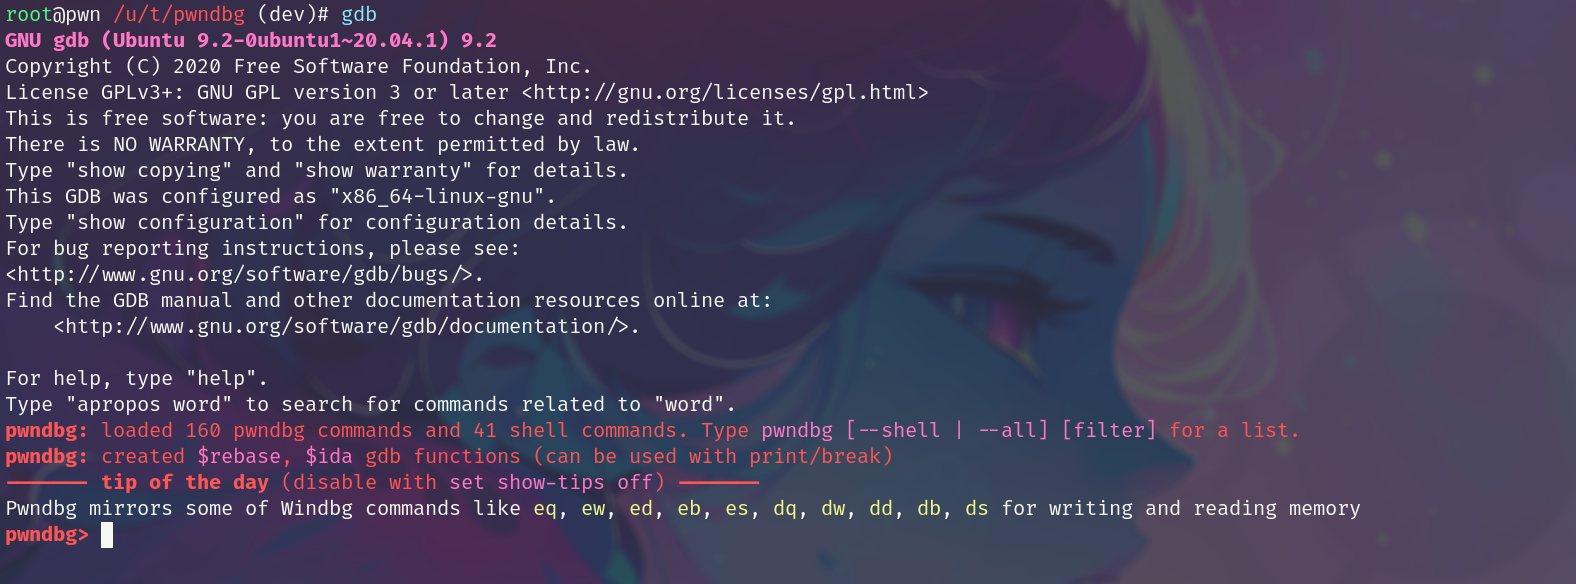 root@pwn /u/t/pwndbg (dev)# gdb
GNU gdb (Ubuntu 9.2-0ubuntu1~20.04.1) 9.2
Copyright (C) 2020 Free Software Foundation, Inc.
License GPLv3+: GNU GPL version 3 or later <http://gnu.org/licenses/gpl.html>
This is free software: you are free to change and redistribute it.
There is NO WARRANTY, to the extent permitted by law.
Type "show copying" and "show warranty" for details.
This GDB was configured as "x86_64-linux-gnu".
Type "show configuration" for configuration details.
For bug reporting instructions, please see:
<http://www.gnu.org/software/gdb/bugs/>.
Find the GDB manual and other documentation resources online at:
    <http://www.gnu.org/software/gdb/documentation/>.

For help, type "help".
Type "apropos word" to search for commands related to "word".
pwndbg: loaded 160 pwndbg commands and 41 shell commands. Type pwndbg [--shell | --all] [filter] for a list.
pwndbg: created $rebase, $ida gdb functions (can be used with print/break)
------- tip of the day (disable with set show-tips off) -------
Pwndbg mirrors some of Windbg commands like eq, ew, ed, eb, es, dq, dw, dd, db, ds for writing and reading memory
pwndbg>